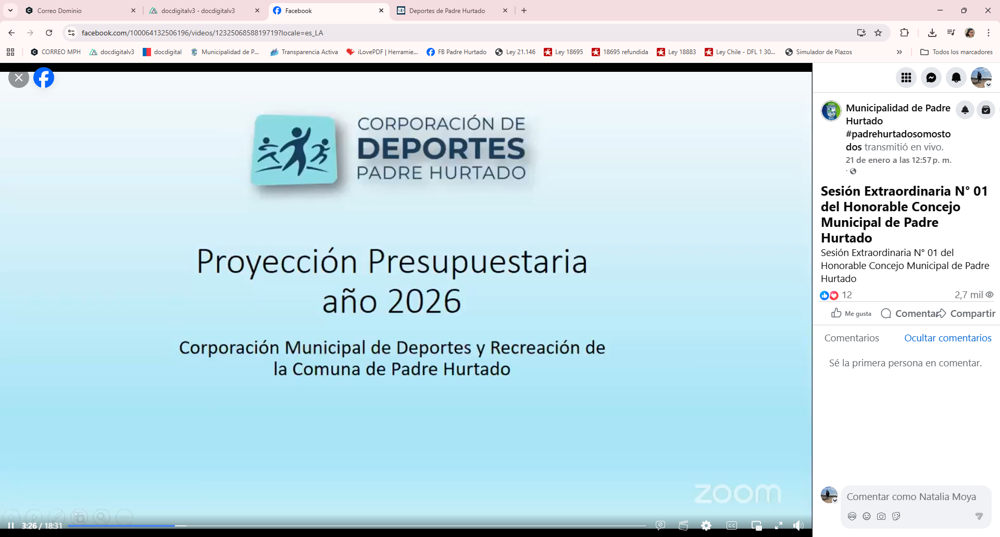 Correo Dominio
docdigitalv3 - docdigitalv3
Facebook
Deportes de Padre Hurtado
facebook.com/100064132506196/videos/1232506858819719?locale=es_LA
CORREO MPH
docdigitalv3
docdigital
Municipalidad de P...
Transparencia Activa
iLovePDF | Herramie...
FB Padre Hurtado
Ley 21.146
Ley 18695
18695 refundida
Ley 18883
Ley Chile - DFL 1 30...
Simulador de Plazos
Todos los marcadores
CORPORACIÓN DE
DEPORTES
PADRE HURTADO
Proyección Presupuestaria
año 2026
Corporación Municipal de Deportes y Recreación de
la Comuna de Padre Hurtado
zoom
3:26 / 18:31
CC
Municipalidad de Padre
Hurtado
#padrehurtadosomosto
dos transmitió en vivo.
21 de enero a las 12:57 p. m.
·
Sesión Extraordinaria N° 01
del Honorable Concejo
Municipal de Padre
Hurtado
Sesión Extraordinaria N° 01 del
Honorable Concejo Municipal de Padre
Hurtado
12
2,7 mil
Me gusta
Comentar
Compartir
Comentarios
Ocultar comentarios
Sé la primera persona en comentar.
Comentar como Natalia Moya